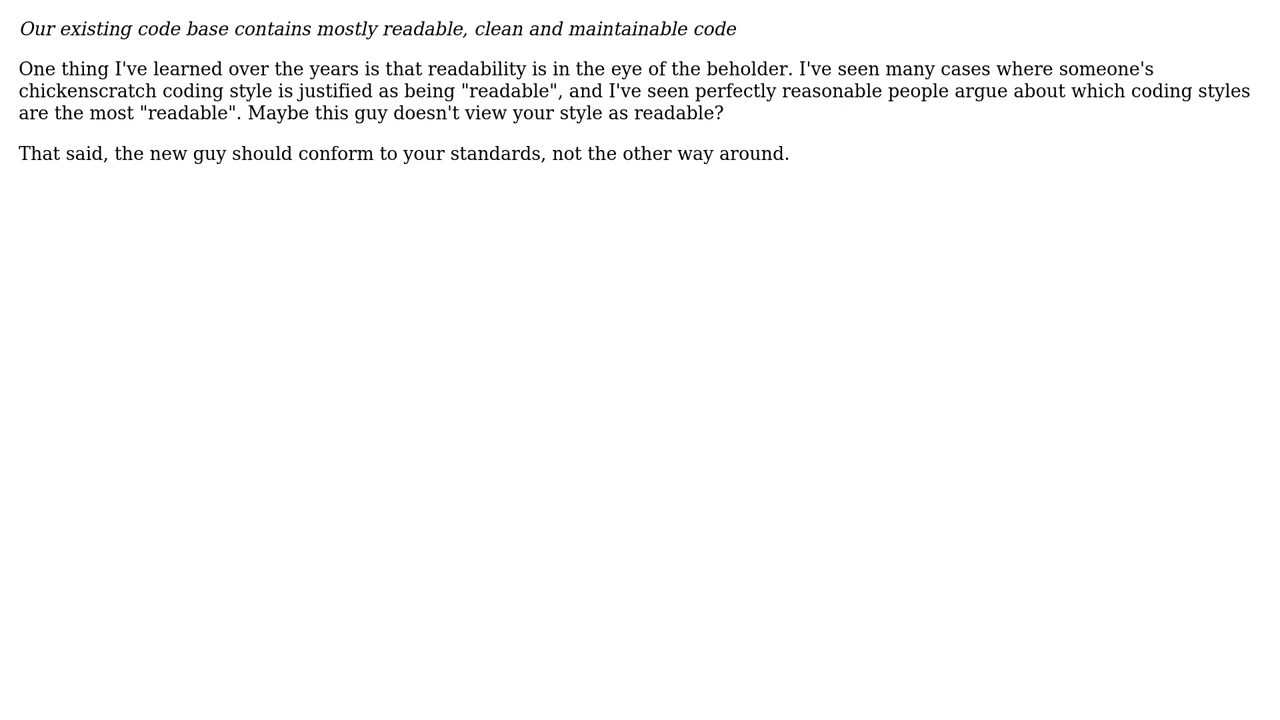 Our existing code base contains mostly readable, clean and maintainable code
One thing I've learned over the years is that readability is in the eye of the beholder. I've seen many cases where someone's
chickenscratch coding style is justified as being "readable", and I've seen perfectly reasonable people argue about which coding styles
are the most "readable". Maybe this guy doesn't view your style as readable?
That said, the new guy should conform to your standards, not the other way around.